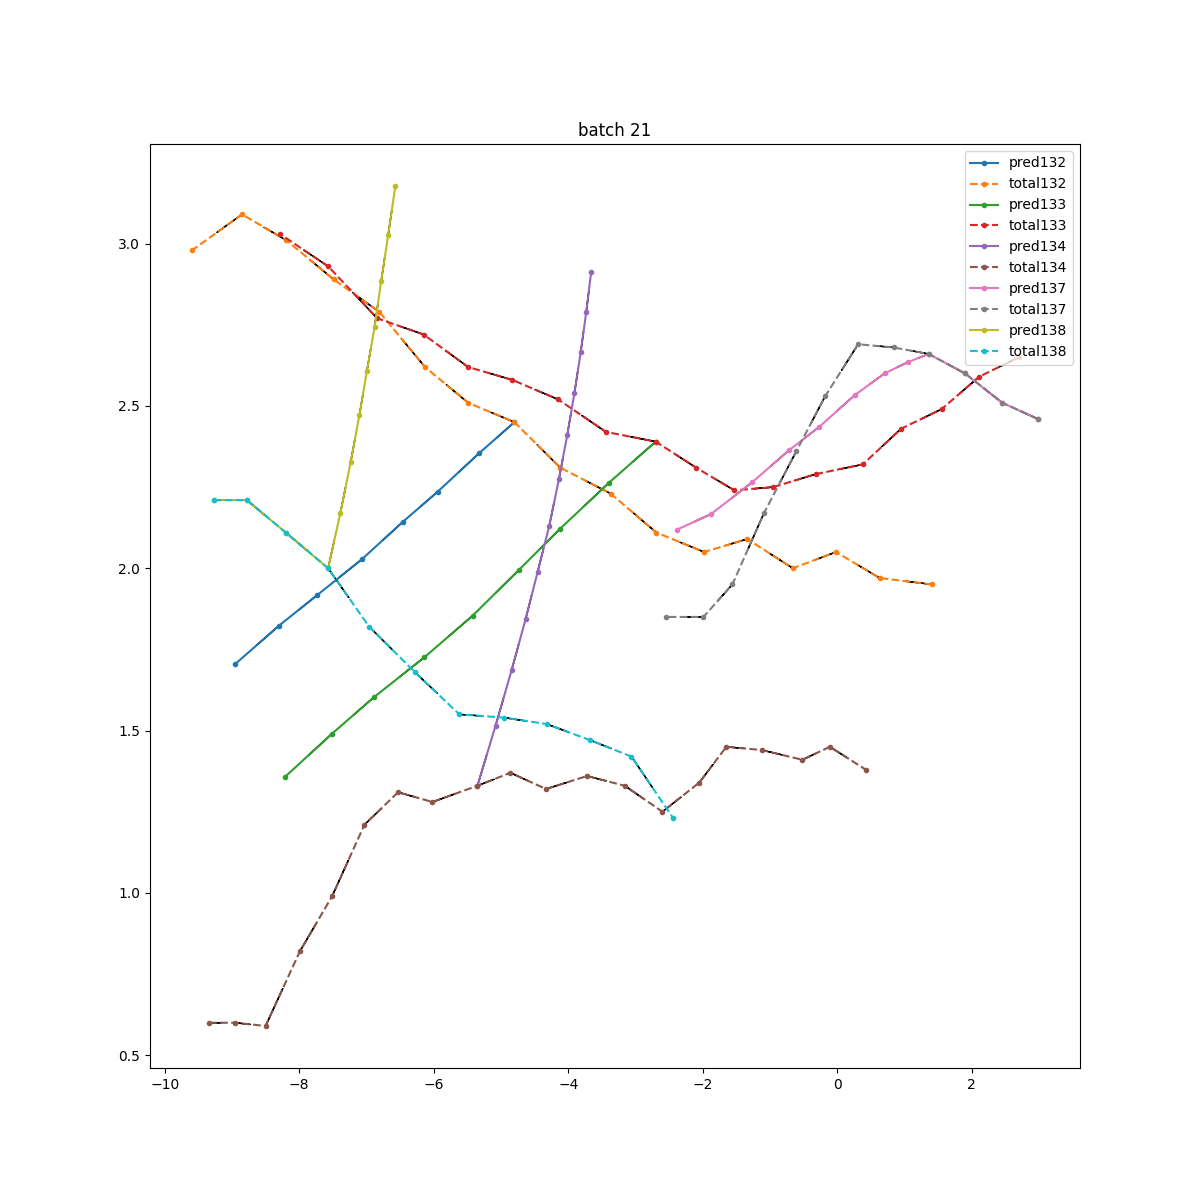 batch 21
pred132
total132
pred133
total133
pred134
total134
pred137
total137
pred138
total138
3.0
2.5
2.0
1.5
1.0
0.5
−10 −8 −6 −4 −2 0 2